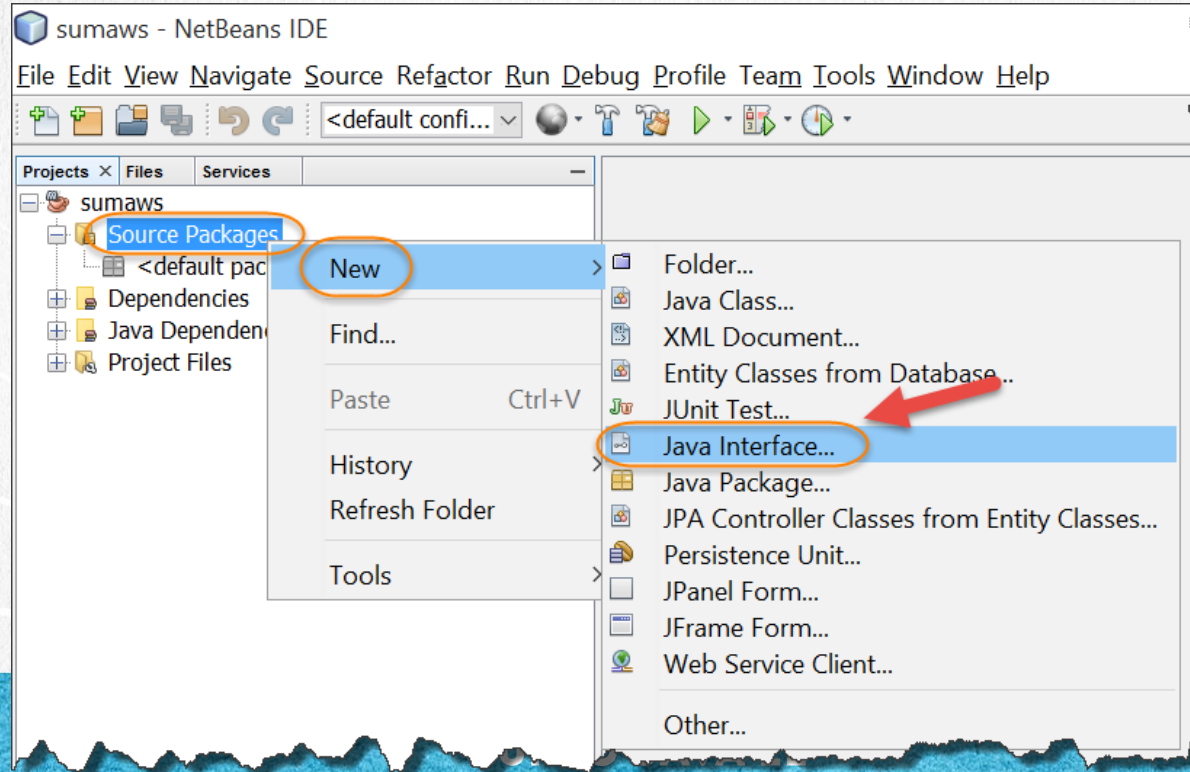 sumaws - NetBeans IDE
File Edit View Navigate Source Refactor Run Debug Profile Team Tools Window Help
<default confi...
Projects Files Services
sumaws
Source Packages
<default pac
Dependencies
Java Dependen
Project Files
New
Find...
Paste Ctrl+V
History
Refresh Folder
Tools
Folder...
Java Class...
XML Document...
Entity Classes from Database...
JUnit Test...
Java Interface...
Java Package...
JPA Controller Classes from Entity Classes...
Persistence Unit...
JPanel Form...
JFrame Form...
Web Service Client...
Other...